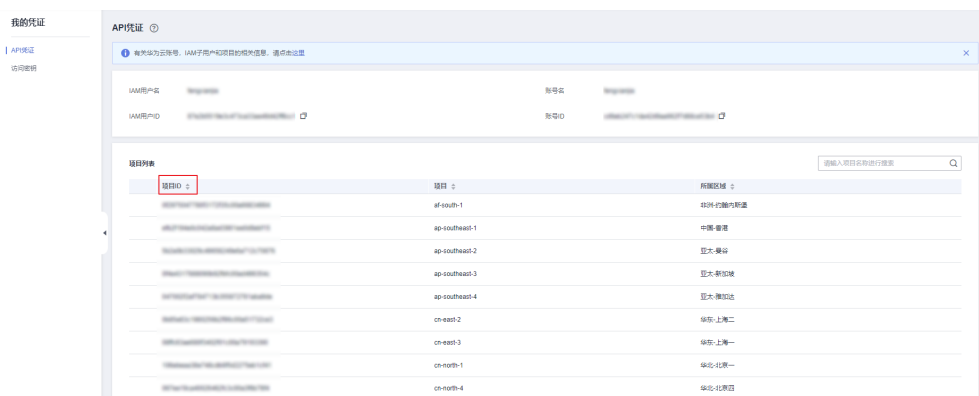 我的凭证
API凭证
访问密钥
API凭证
有关华为云账号、IAM子用户和项目的相关信息，请点击这里
IAM用户名
账号名
IAM用户ID
账号ID
项目列表
请输入项目名称进行搜索
项目ID 项目 所属区域
af-south-1 非洲-约翰内斯堡
ap-southeast-1 中国-香港
ap-southeast-2 亚太-曼谷
ap-southeast-3 亚太-新加坡
ap-southeast-4 亚太-雅加达
cn-east-2 华东-上海二
cn-east-3 华东-上海一
cn-north-1 华北-北京一
cn-north-4 华北-北京四